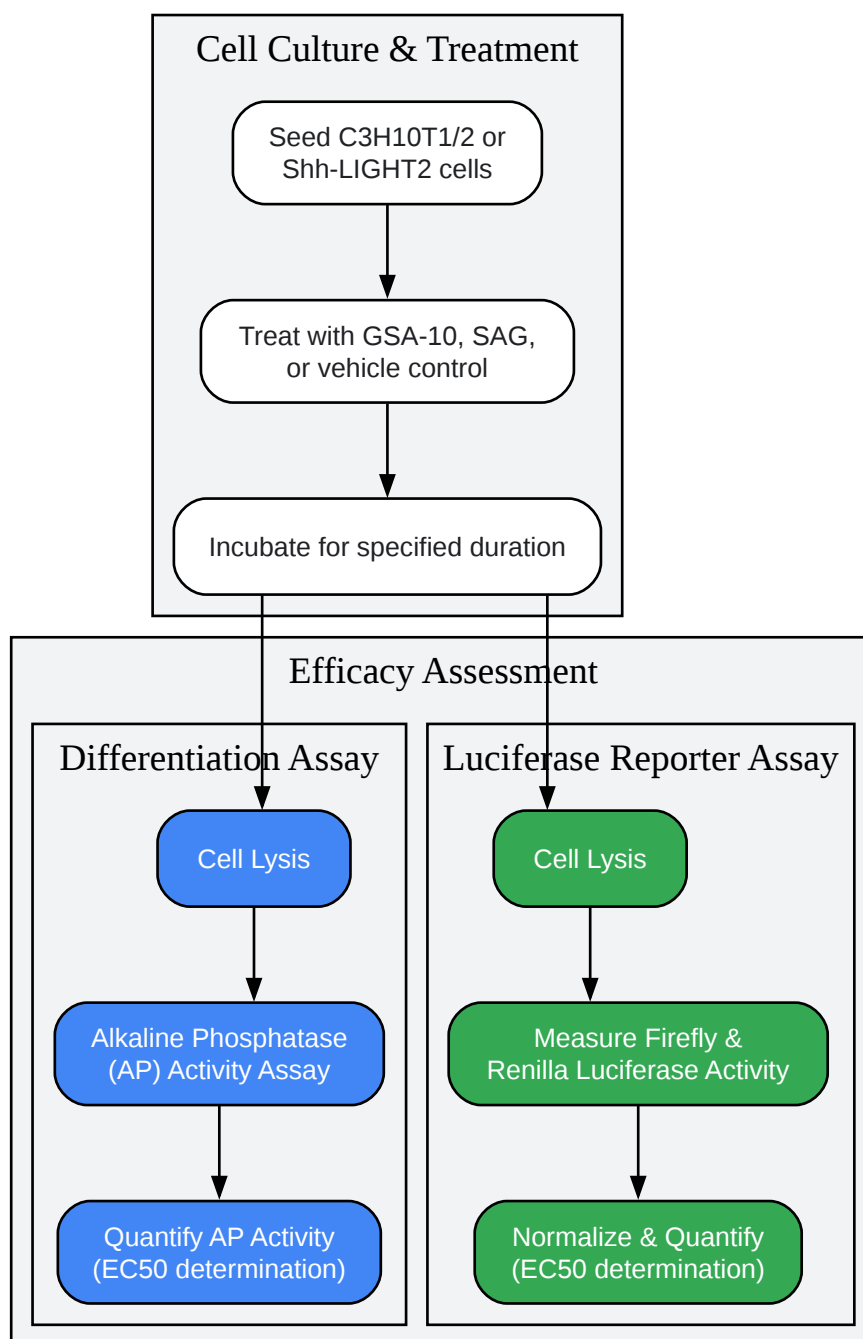 Cell Culture & Treatment
Seed C3H10T1/2 or
Shh-LIGHT2 cells
Treat with GSA-10, SAG,
or vehicle control
Incubate for specified duration
Efficacy Assessment
Differentiation Assay
Cell Lysis
Alkaline Phosphatase
(AP) Activity Assay
Quantify AP Activity
(EC50 determination)
Luciferase Reporter Assay
Cell Lysis
Measure Firefly &
Renilla Luciferase Activity
Normalize & Quantify
(EC50 determination)